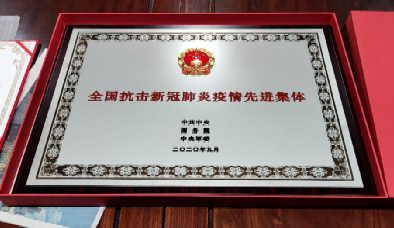 全国抗击新冠肺炎疫情先进集体
中共中央
国务院
中央军委
二〇二〇年九月